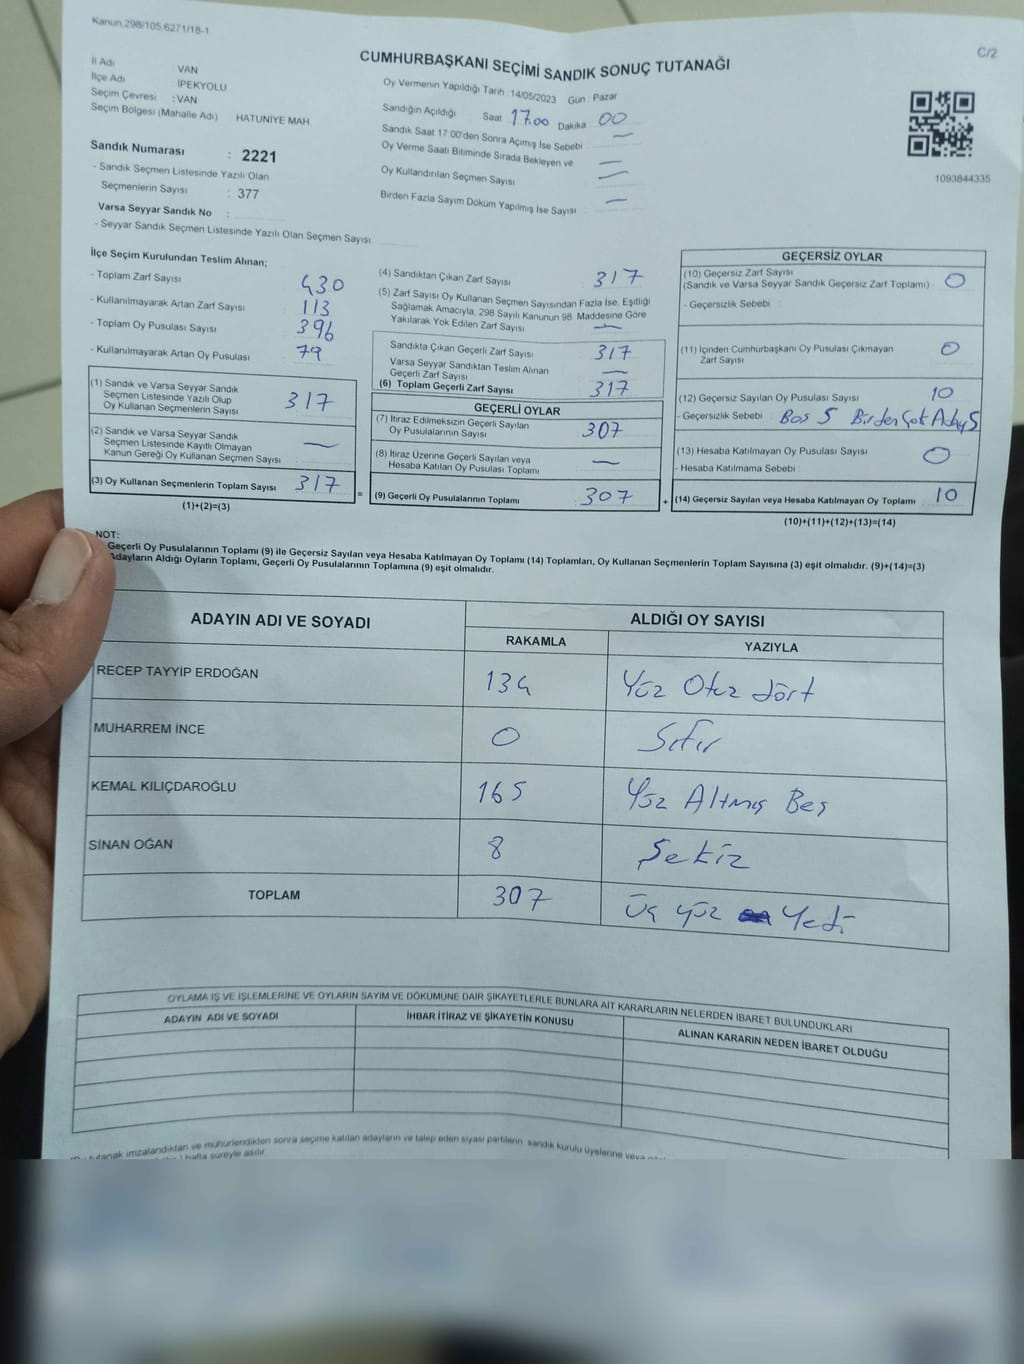 Kanun.298/105;6271/18-1
C/2
CUMHURBAŞKANI SEÇİMİ SANDIK SONUÇ TUTANAĞI
İl Adı VAN
İlçe Adı İPEKYOLU
Seçim Çevresi :VAN
Seçim Bölgesi (Mahalle Adı) HATUNİYE MAH
Sandık Numarası : 2221
- Sandık Seçmen Listesinde Yazılı Olan
Seçmenlerin Sayısı : 377
Varsa Seyyar Sandık No :
- Seyyar Sandık Seçmen Listesinde Yazılı Olan Seçmen Sayısı
Oy Vermenin Yapıldığı Tarih :14/05/2023 Gün Pazar
Sandığın Açıldığı Saat 17.00 Dakika 00
Sandık Saat 17:00'den Sonra Açımış İse Sebebi —
Oy Verme Saati Bitiminde Sırada Bekleyen ve —
Oy Kullandırılan Seçmen Sayısı —
Birden Fazla Sayım Döküm Yapılmış İse Sayısı —
1093844335
İlçe Seçim Kurulundan Teslim Alınan;
- Toplam Zarf Sayısı 430
- Kullanılmayarak Artan Zarf Sayısı 113
- Toplam Oy Pusulası Sayısı 396
- Kullanılmayarak Artan Oy Pusulası 79
(1) Sandık ve Varsa Seyyar Sandık
Seçmen Listesinde Yazılı Olup
Oy Kullanan Seçmenlerin Sayısı 317
(2) Sandık ve Varsa Seyyar Sandık
Seçmen Listesinde Kayıtlı Olmayan
Kanun Gereği Oy Kullanan Seçmen Sayısı —
(3) Oy Kullanan Seçmenlerin Toplam Sayısı 317
(1)+(2)=(3)
=
(4) Sandıktan Çıkan Zarf Sayısı 317
(5) Zarf Sayısı Oy Kullanan Seçmen Sayısından Fazla İse, Eşitliği
Sağlamak Amacıyla, 298 Sayılı Kanunun 98. Maddesine Göre
Yakılarak Yok Edilen Zarf Sayısı —
Sandıkta Çıkan Geçerli Zarf Sayısı 317
Varsa Seyyar Sandıktan Teslim Alınan
Geçerli Zarf Sayısı —
(6) Toplam Geçerli Zarf Sayısı 317
GEÇERLİ OYLAR
(7) İtiraz Edilmeksizin Geçerli Sayılan
Oy Pusulalarının Sayısı 307
(8) İtiraz Üzerine Geçerli Sayılan veya
Hesaba Katılan Oy Pusulası Toplamı —
(9) Geçerli Oy Pusulalarının Toplamı 307
+
GEÇERSİZ OYLAR
(10) Geçersiz Zarf Sayısı
(Sandık ve Varsa Seyyar Sandık Geçersiz Zarf Toplamı) 0
- Geçersizlik Sebebi :
(11) İçinden Cumhurbaşkanı Oy Pusulası Çıkmayan
Zarf Sayısı 0
(12) Geçersiz Sayılan Oy Pusulası Sayısı 10
- Geçersizlik Sebebi : Bos 5 Birden Çok Aday 5
(13) Hesaba Katılmayan Oy Pusulası Sayısı 0
- Hesaba Katılmama Sebebi :
(14) Geçersiz Sayılan veya Hesaba Katılmayan Oy Toplamı 10
(10)+(11)+(12)+(13)=(14)
NOT:
Geçerli Oy Pusulalarının Toplamı (9) ile Geçersiz Sayılan veya Hesaba Katılmayan Oy Toplamı (14) Toplamları, Oy Kullanan Seçmenlerin Toplam Sayısına (3) eşit olmalıdır. (9)+(14)=(3)
Adayların Aldığı Oyların Toplamı, Geçerli Oy Pusulalarının Toplamına (9) eşit olmalıdır.
ADAYIN ADI VE SOYADI ALDIĞI OY SAYISI
RAKAMLA YAZIYLA
RECEP TAYYİP ERDOĞAN 134 Yüz Otuz dört
MUHARREM İNCE 0 Sıfır
KEMAL KILIÇDAROĞLU 165 Yüz Altmış Beş
SİNAN OĞAN 8 Sekiz
TOPLAM 307 Üç yüz Yedi
OYLAMA İŞ VE İŞLEMLERİNE VE OYLARIN SAYIM VE DÖKÜMÜNE DAİR ŞİKAYETLERLE BUNLARA AİT KARARLARIN NELERDEN İBARET BULUNDUKLARI
ADAYIN ADI VE SOYADI İHBAR İTİRAZ VE ŞİKAYETİN KONUSU ALINAN KARARIN NEDEN İBARET OLDUĞU
tutanak imzalandıktan ve mühürlendikten sonra seçime katılan adayların ve talep eden siyasi partilerin sandık kurulu üyelerine veya
hafta süreyle asılır.